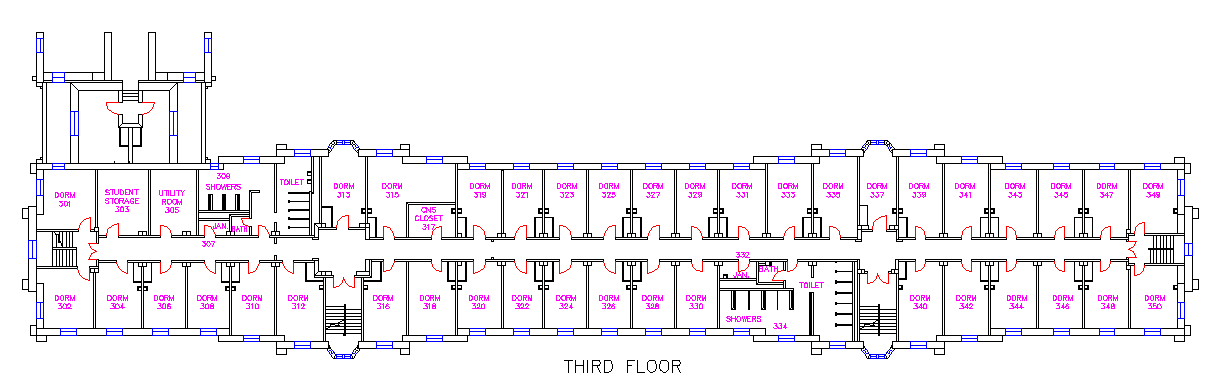 309
SHOWERS
TOILET
DORM
301
STUDENT
STORAGE
303
UTILITY
ROOM
305
JAN.
BATH
307
DORM
313
DORM
315
CNS
CLOSET
317
DORM
319
DORM
321
DORM
323
DORM
325
DORM
327
DORM
329
DORM
331
DORM
333
DORM
335
DORM
337
DORM
339
DORM
341
DORM
343
DORM
345
DORM
347
DORM
349
332
JAN.
BATH
TOILET
DORM
302
DORM
304
DORM
306
DORM
308
DORM
310
DORM
312
DORM
316
DORM
318
DORM
320
DORM
322
DORM
324
DORM
326
DORM
328
DORM
330
SHOWERS
334
DORM
340
DORM
342
DORM
344
DORM
346
DORM
348
DORM
350
THIRD FLOOR